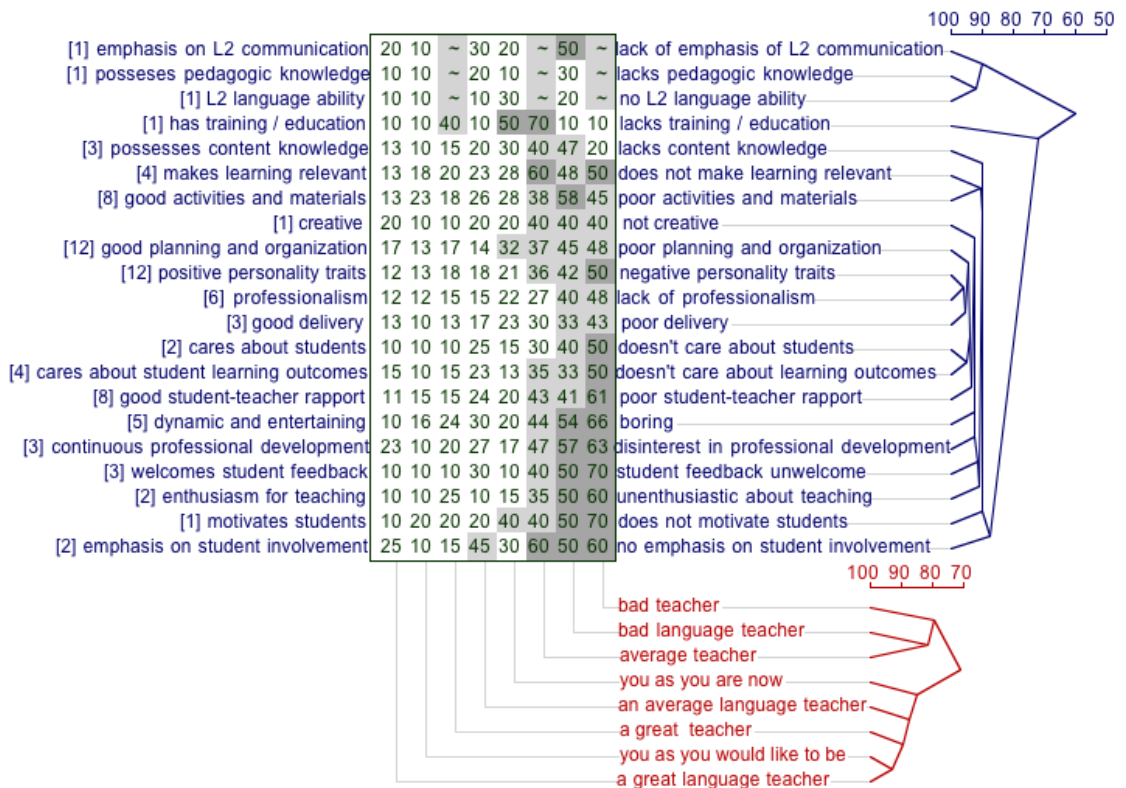 100 90 80 70 60 50
[1] emphasis on L2 communication 20 10 ~ 30 20 ~ 50 ~ lack of emphasis of L2 communication
[1] posseses pedagogic knowledge 10 10 ~ 20 10 ~ 30 ~ lacks pedagogic knowledge
[1] L2 language ability 10 10 ~ 10 30 ~ 20 ~ no L2 language ability
[1] has training / education 10 10 40 10 50 70 10 10 lacks training / education
[3] possesses content knowledge 13 10 15 20 30 40 47 20 lacks content knowledge
[4] makes learning relevant 13 18 20 23 28 60 48 50 does not make learning relevant
[8] good activities and materials 13 23 18 26 28 38 58 45 poor activities and materials
[1] creative 20 10 10 20 20 40 40 40 not creative
[12] good planning and organization 17 13 17 14 32 37 45 48 poor planning and organization
[12] positive personality traits 12 13 18 18 21 36 42 50 negative personality traits
[6] professionalism 12 12 15 15 22 27 40 48 lack of professionalism
[3] good delivery 13 10 13 17 23 30 33 43 poor delivery
[2] cares about students 10 10 10 25 15 30 40 50 doesn't care about students
[4] cares about student learning outcomes 15 10 15 23 13 35 33 50 doesn't care about learning outcomes
[8] good student-teacher rapport 11 15 15 24 20 43 41 61 poor student-teacher rapport
[5] dynamic and entertaining 10 16 24 30 20 44 54 66 boring
[3] continuous professional development 23 10 20 27 17 47 57 63 disinterest in professional development
[3] welcomes student feedback 10 10 10 30 10 40 50 70 student feedback unwelcome
[2] enthusiasm for teaching 10 10 25 10 15 35 50 60 unenthusiastic about teaching
[1] motivates students 10 20 20 20 40 40 50 70 does not motivate students
[2] emphasis on student involvement 25 10 15 45 30 60 50 60 no emphasis on student involvement
100 90 80 70
bad teacher
bad language teacher
average teacher
you as you are now
an average language teacher
a great teacher
you as you would like to be
a great language teacher